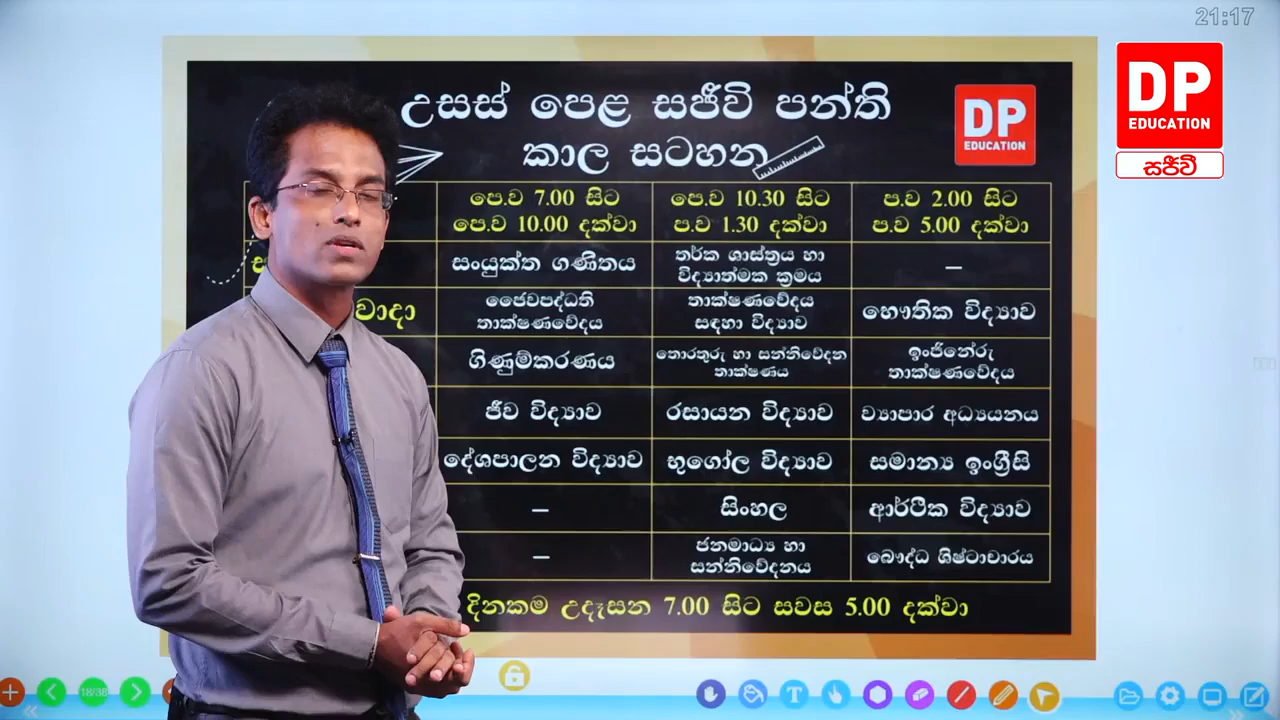 21:17
DP
EDUCATION
සජීවී
උසස් පෙළ සජීවි පන්ති
කාල සටහන
DP
EDUCATION
පෙ.ව 7.00 සිට
පෙ.ව 10.00 දක්වා
පෙ.ව 10.30 සිට
ප.ව 1.30 දක්වා
ප.ව 2.00 සිට
ප.ව 5.00 දක්වා
සංයුක්ත ගණිතය
තර්ක ශාස්ත්‍රය හා
විද්‍යාත්මක ක්‍රමය
–
වාදා
ජෛවපද්ධති
තාක්ෂණවේදය
තාක්ෂණවේදය
සඳහා විද්‍යාව
භෞතික විද්‍යාව
ගිණුම්කරණය
තොරතුරු හා සන්නිවේදන
තාක්ෂණය
ඉංජිනේරු
තාක්ෂණවේදය
ජීව විද්‍යාව
රසායන විද්‍යාව
ව්‍යාපාර අධ්‍යයනය
දේශපාලන විද්‍යාව
භූගෝල විද්‍යාව
සමාන්‍ය ඉංග්‍රීසි
–
සිංහල
ආර්ථික විද්‍යාව
–
ජනමාධ්‍ය හා
සන්නිවේදනය
බෞද්ධ ශිෂ්ටාචාරය
දිනකම උදෑසන 7.00 සිට සවස 5.00 දක්වා
18/38